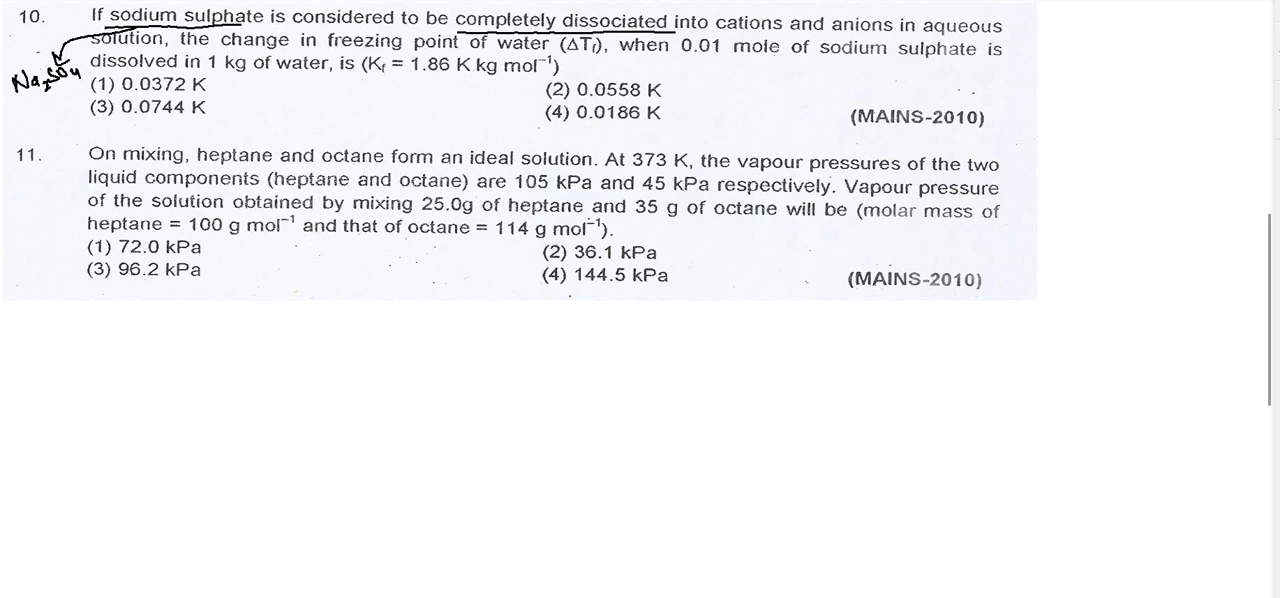 10. If sodium sulphate is considered to be completely dissociated into cations and anions in aqueous
solution, the change in freezing point of water (ΔTf), when 0.01 mole of sodium sulphate is
Na2SO4 dissolved in 1 kg of water, is (Kf = 1.86 K kg mol⁻¹)
(1) 0.0372 K (2) 0.0558 K
(3) 0.0744 K (4) 0.0186 K (MAINS-2010)
11. On mixing, heptane and octane form an ideal solution. At 373 K, the vapour pressures of the two
liquid components (heptane and octane) are 105 kPa and 45 kPa respectively. Vapour pressure
of the solution obtained by mixing 25.0g of heptane and 35 g of octane will be (molar mass of
heptane = 100 g mol⁻¹ and that of octane = 114 g mol⁻¹).
(1) 72.0 kPa (2) 36.1 kPa
(3) 96.2 kPa (4) 144.5 kPa (MAINS-2010)